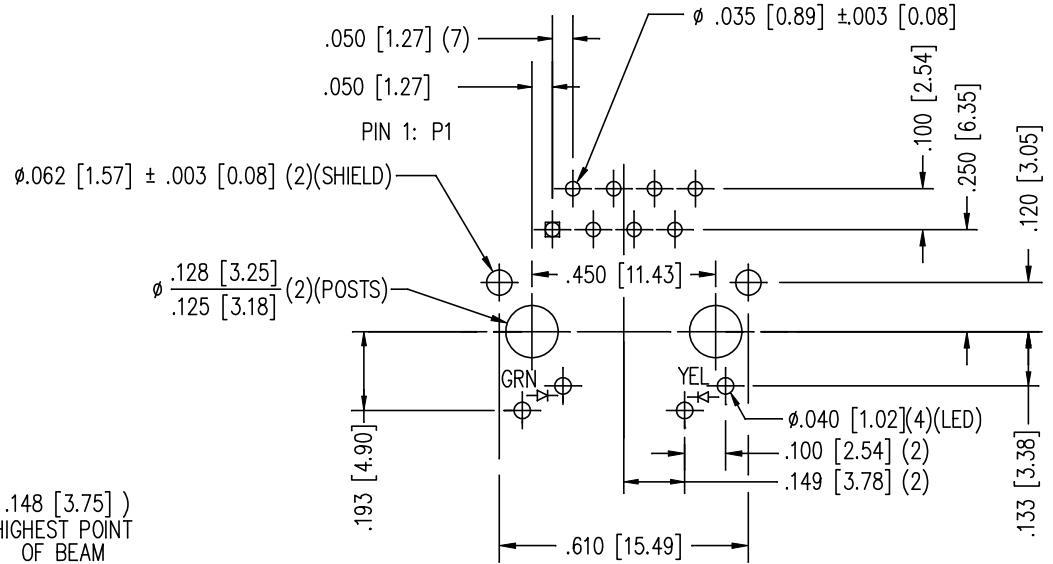 ø .035 [0.89] ±.003 [0.08]
.050 [1.27] (7)
.050 [1.27]
PIN 1: P1
.100 [2.54]
.250 [6.35]
.120 [3.05]
ø.062 [1.57] ± .003 [0.08] (2)(SHIELD)
.450 [11.43]
ø .128 [3.25]
.125 [3.18] (2)(POSTS)
GRN
YEL
ø.040 [1.02](4)(LED)
.100 [2.54] (2)
.149 [3.78] (2)
.193 [4.90]
.133 [3.38]
.148 [3.75] )
HIGHEST POINT
OF BEAM
.610 [15.49]